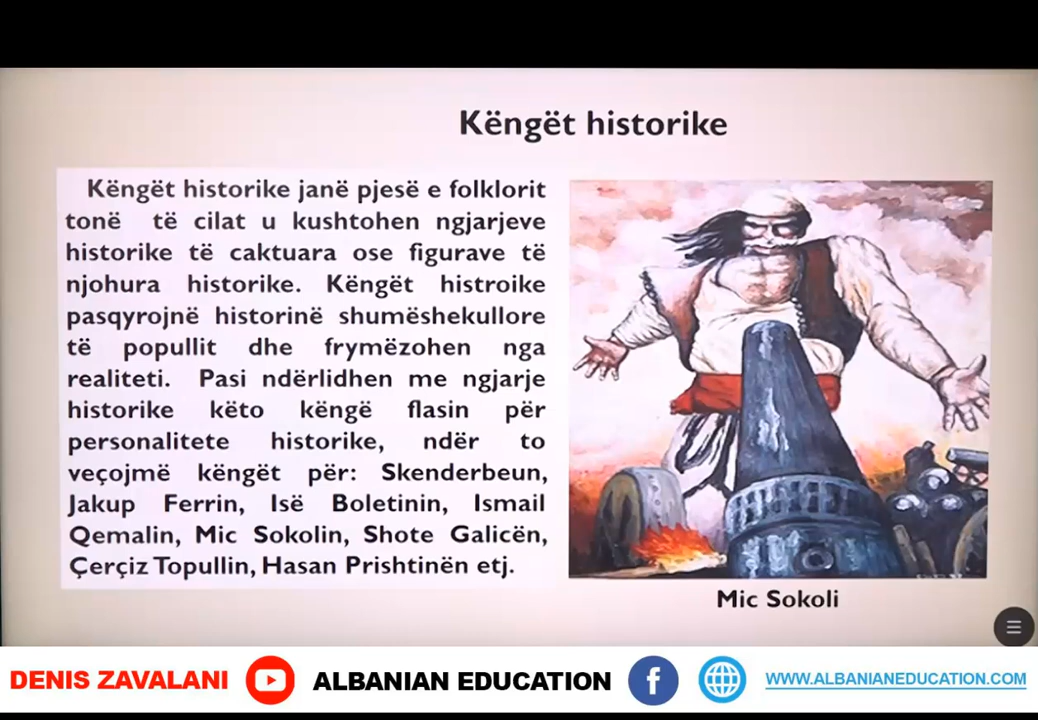 Këngët historike
Këngët historike janë pjesë e folklorit
tonë të cilat u kushtohen ngjarjeve
historike të caktuara ose figurave të
njohura historike. Këngët histroike
pasqyrojnë historinë shumëshekullore
të popullit dhe frymëzohen nga
realiteti. Pasi ndërlidhen me ngjarje
historike këto këngë flasin për
personalitete historike, ndër to
veçojmë këngët për: Skenderbeun,
Jakup Ferrin, Isë Boletinin, Ismail
Qemalin, Mic Sokolin, Shote Galicën,
Çerçiz Topullin, Hasan Prishtinën etj.
Mic Sokoli
DENIS ZAVALANI ALBANIAN EDUCATION f WWW.ALBANIANEDUCATION.COM